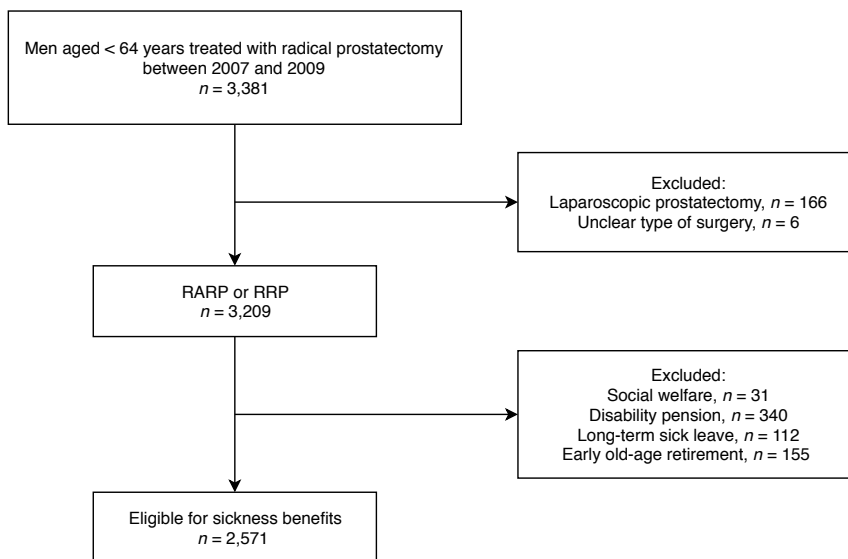 Men aged < 64 years treated with radical prostatectomy
between 2007 and 2009
n = 3,381
Excluded:
Laparoscopic prostatectomy, n = 166
Unclear type of surgery, n = 6
RARP or RRP
n = 3,209
Excluded:
Social welfare, n = 31
Disability pension, n = 340
Long-term sick leave, n = 112
Early old-age retirement, n = 155
Eligible for sickness benefits
n = 2,571